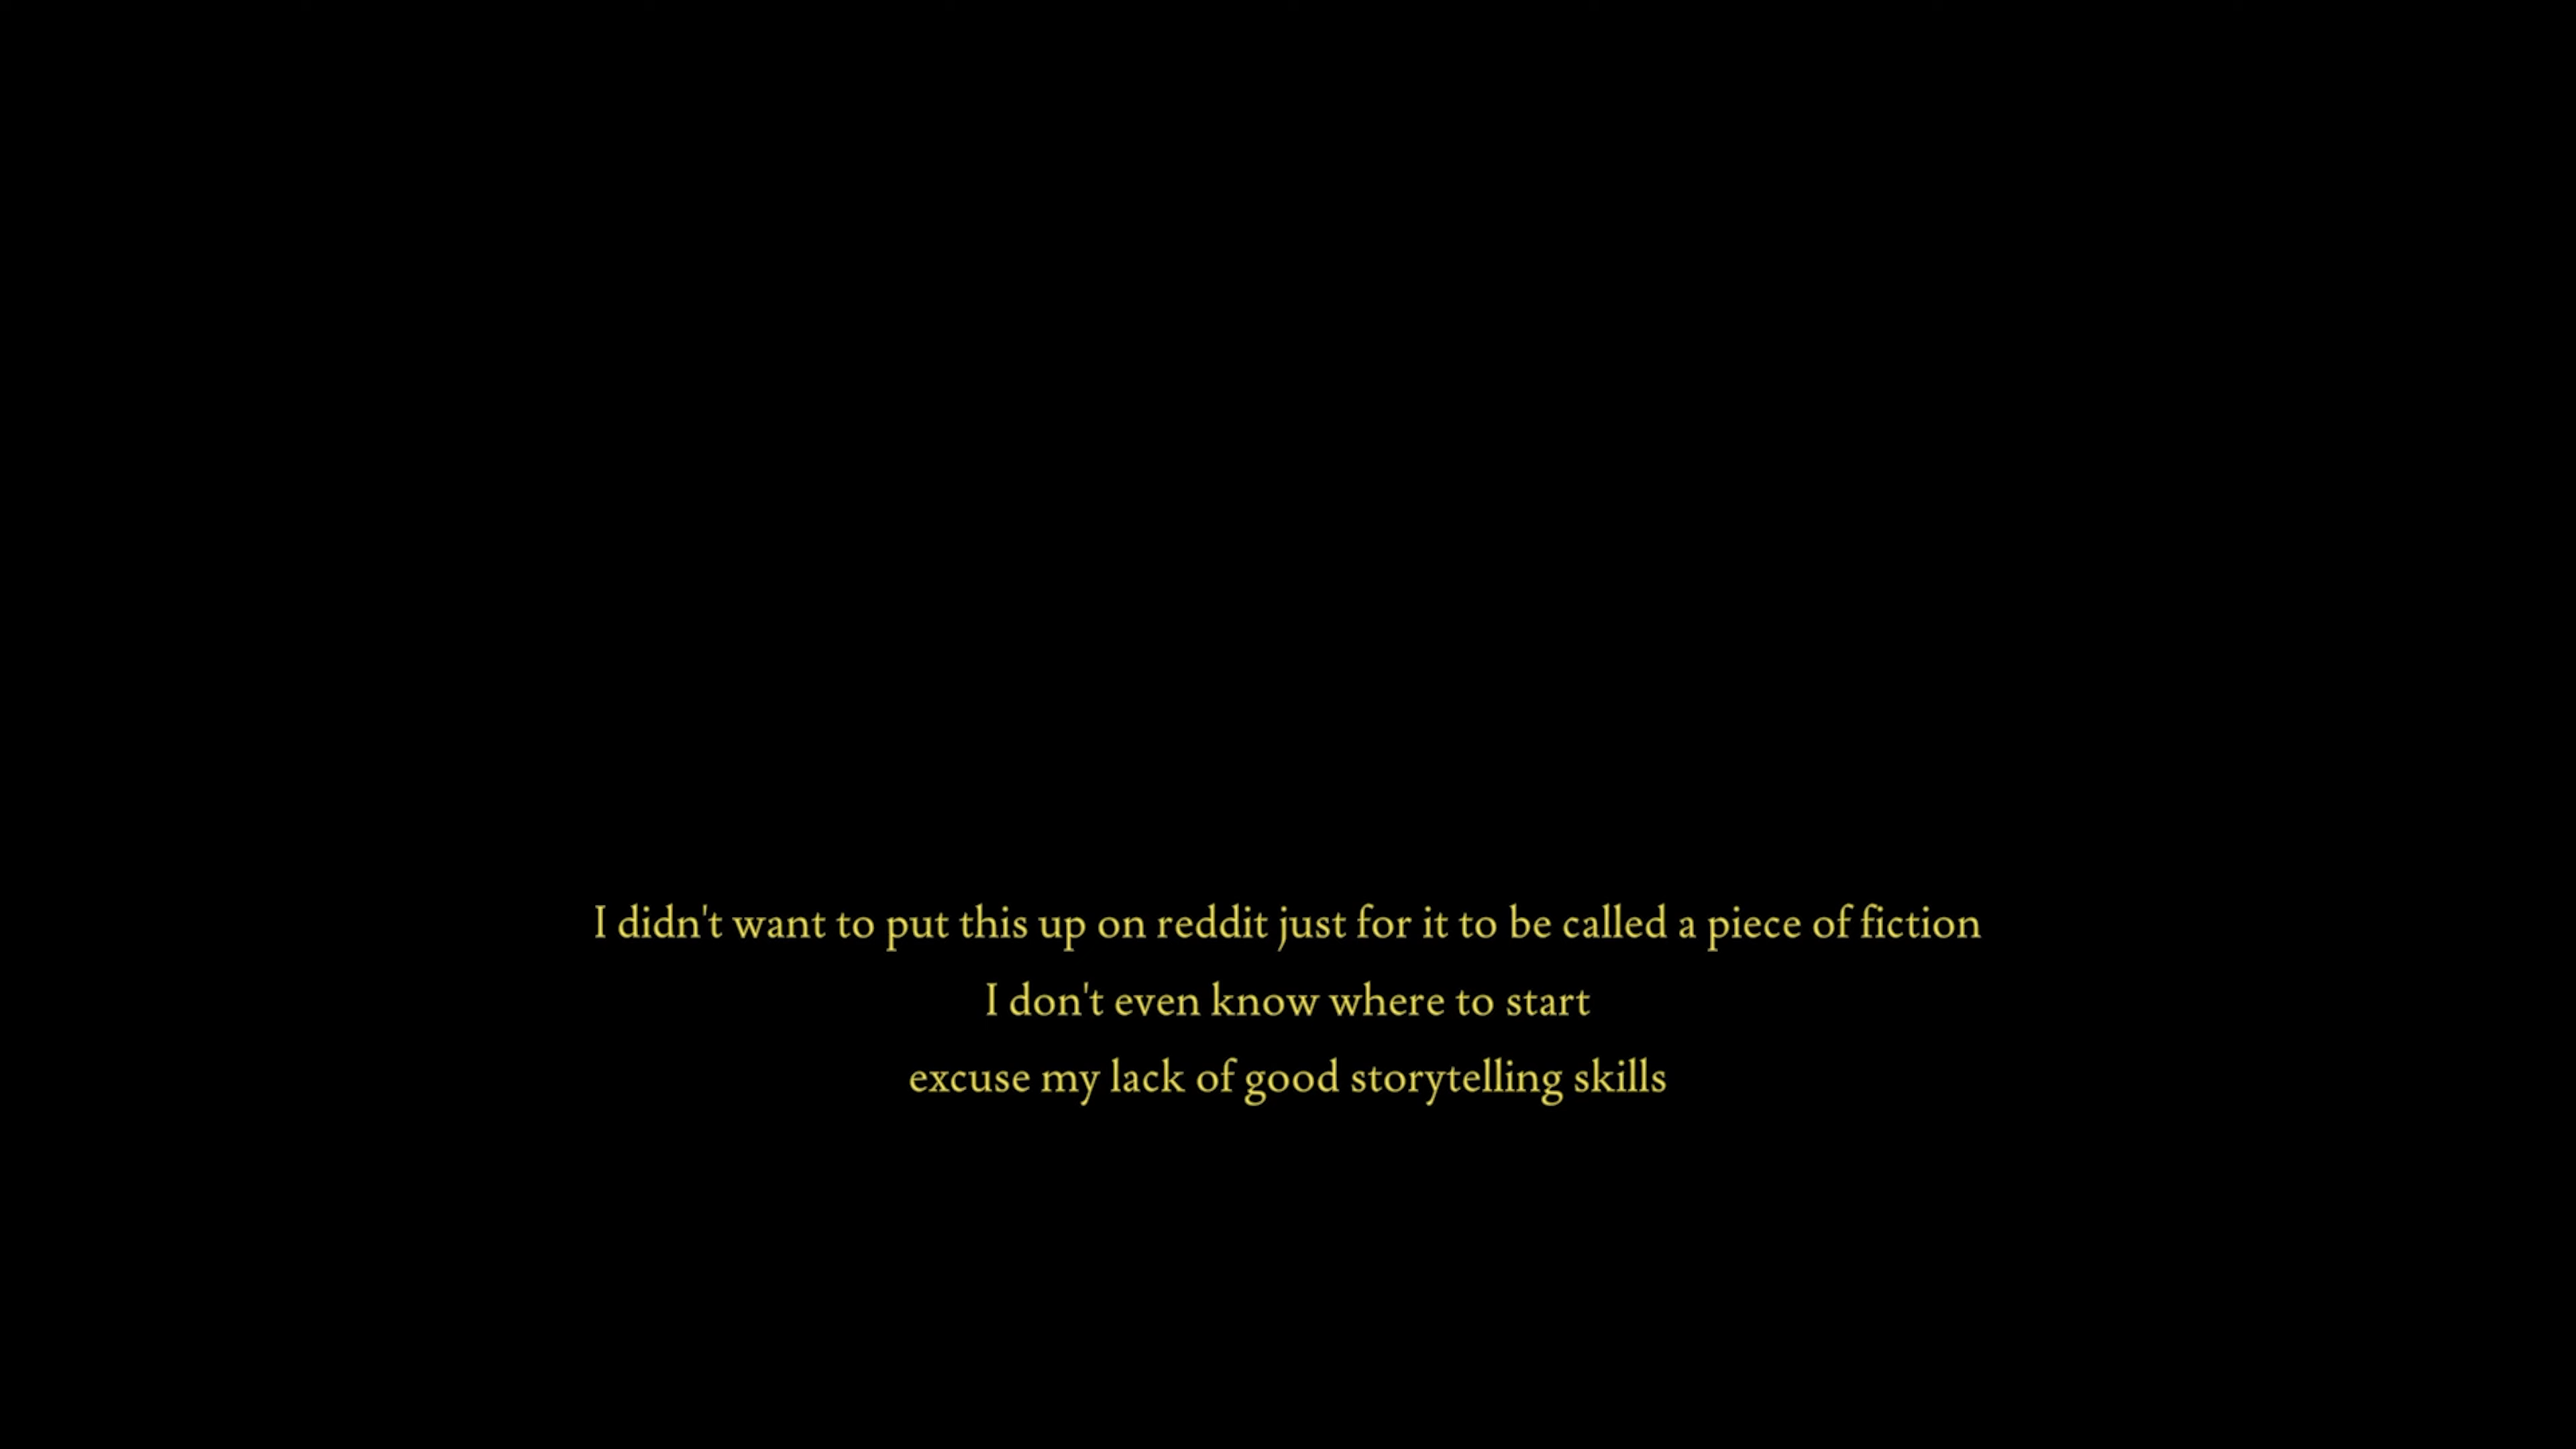 I didn't want to put this up on reddit just for it to be called a piece of fiction
I don't even know where to start
excuse my lack of good storytelling skills